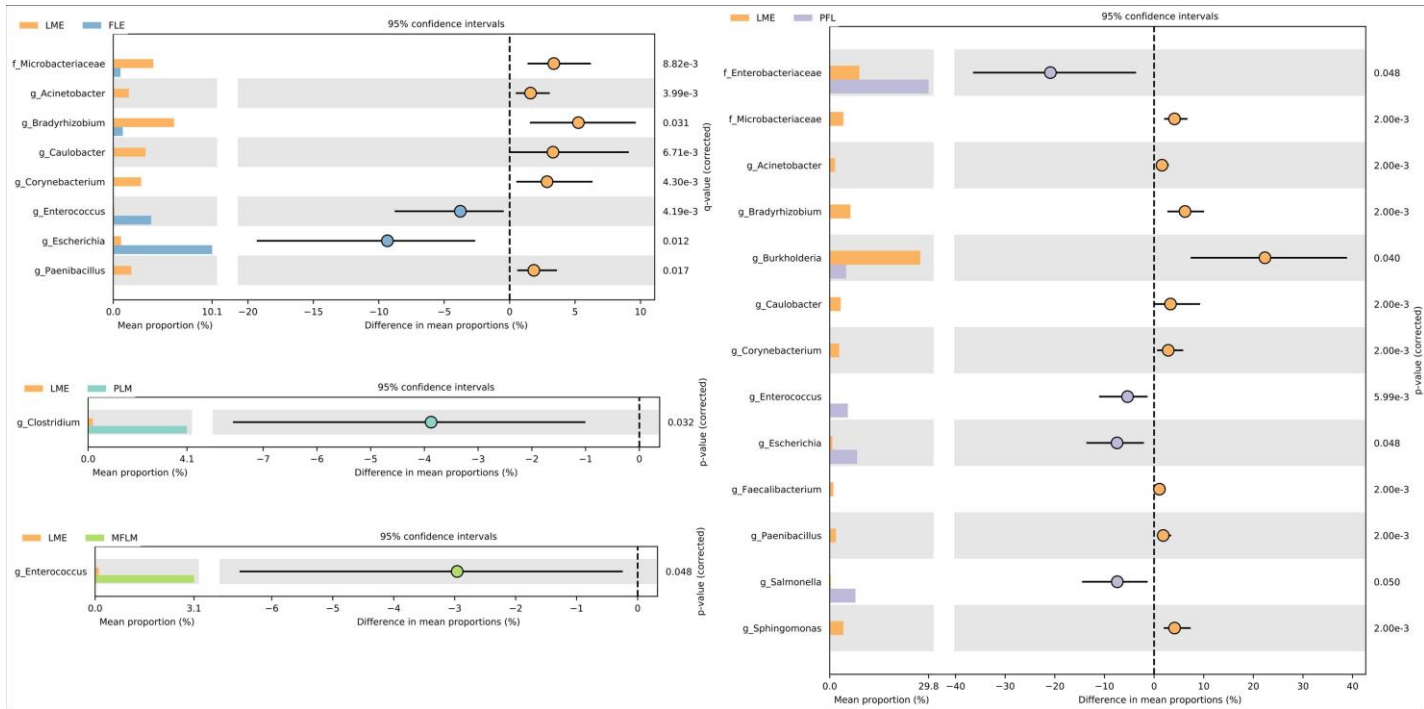 LME FLE 95% confidence intervals
f_Microbacteriaceae 8.82e-3
g_Acinetobacter 3.99e-3
g_Bradyrhizobium 0.031
g_Caulobacter 6.71e-3
g_Corynebacterium 4.30e-3
g_Enterococcus 4.19e-3
g_Escherichia 0.012
g_Paenibacillus 0.017
q-value (corrected)
0.0 10.1 −20 −15 −10 −5 0 5 10
Mean proportion (%) Difference in mean proportions (%)
LME PLM 95% confidence intervals
g_Clostridium 0.032
p-value (corrected)
0.0 4.1 −7 −6 −5 −4 −3 −2 −1 0
Mean proportion (%) Difference in mean proportions (%)
LME MFLM 95% confidence intervals
g_Enterococcus 0.048
p-value (corrected)
0.0 3.1 −6 −5 −4 −3 −2 −1 0
Mean proportion (%) Difference in mean proportions (%)
LME PFL 95% confidence intervals
f_Enterobacteriaceae 0.048
f_Microbacteriaceae 2.00e-3
g_Acinetobacter 2.00e-3
g_Bradyrhizobium 2.00e-3
g_Burkholderia 0.040
g_Caulobacter 2.00e-3
g_Corynebacterium 2.00e-3
g_Enterococcus 5.99e-3
g_Escherichia 0.048
g_Faecalibacterium 2.00e-3
g_Paenibacillus 2.00e-3
g_Salmonella 0.050
g_Sphingomonas 2.00e-3
p-value (corrected)
0.0 29.8 −40 −30 −20 −10 0 10 20 30 40
Mean proportion (%) Difference in mean proportions (%)